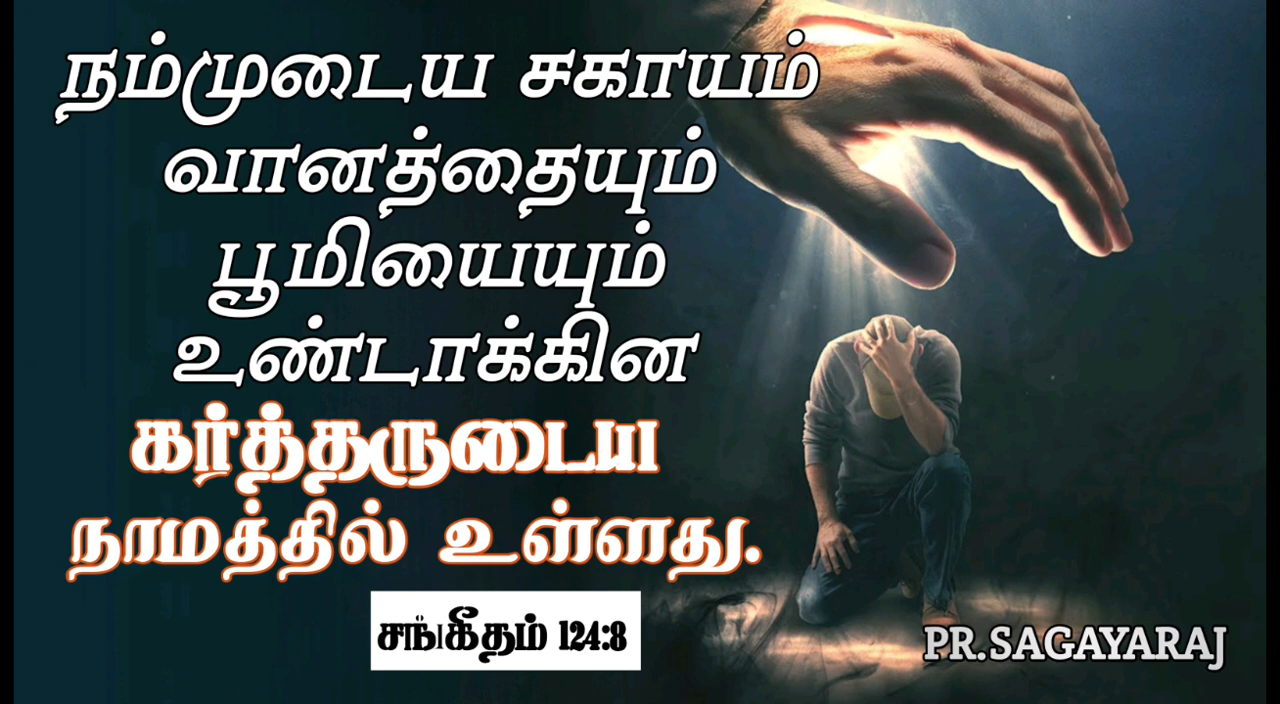 நம்முடைய சகாயம்
வானத்தையும்
பூமியையும்
உண்டாக்கின
கர்த்தருடைய
நாமத்தில் உள்ளது.
சங்கீதம் 124:8
PR.SAGAYARAJ